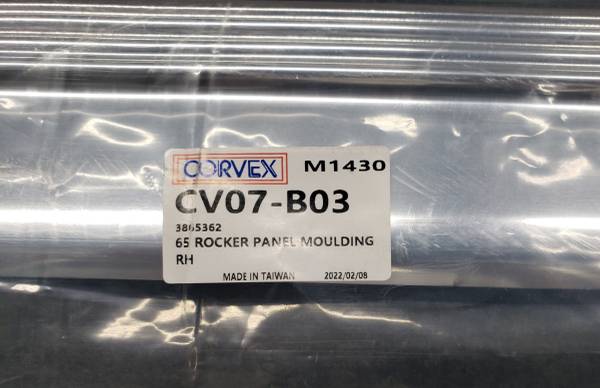 CORVEX M1430
CV07-B03
3865362
65 ROCKER PANEL MOULDING
RH
MADE IN TAIWAN 2022/02/08